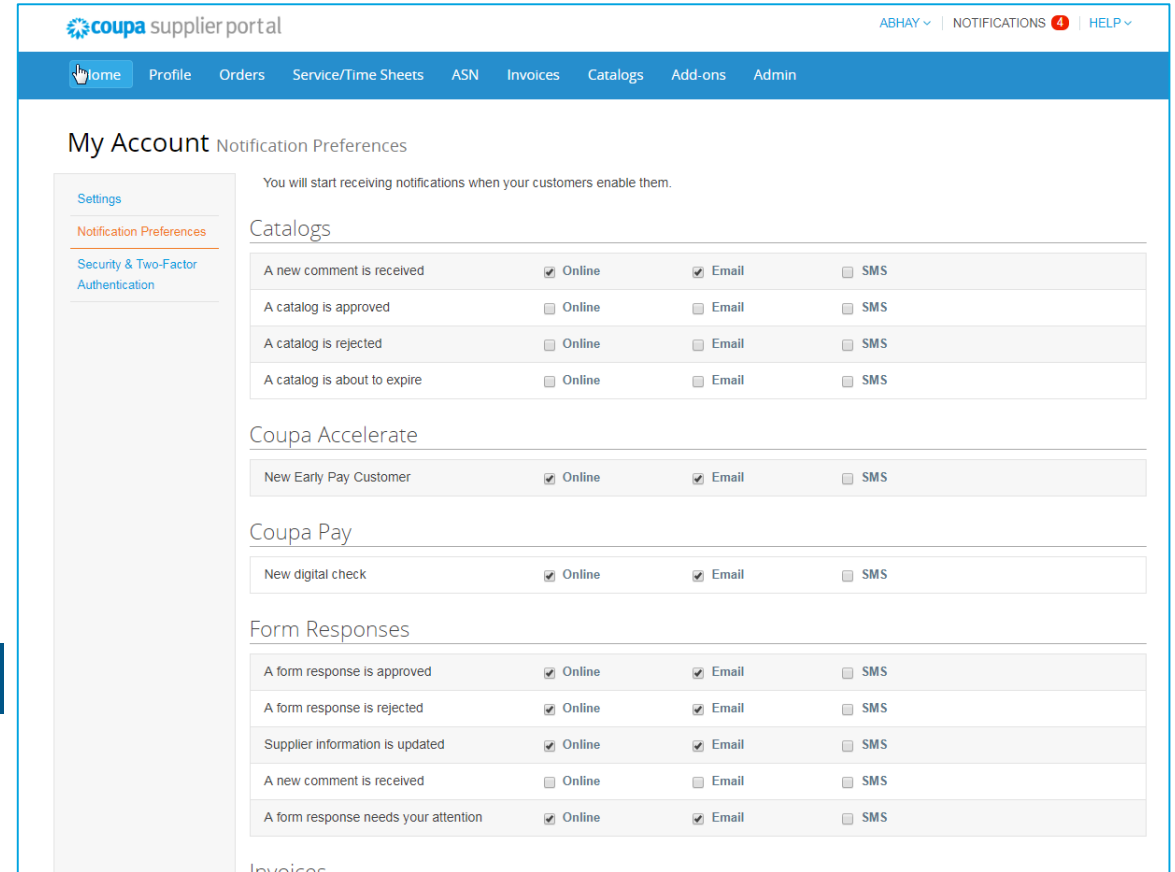 coupa supplier portal
ABHAY NOTIFICATIONS 4 HELP
Home Profile Orders Service/Time Sheets ASN Invoices Catalogs Add-ons Admin
My Account Notification Preferences
Settings
Notification Preferences
Security & Two-Factor
Authentication
You will start receiving notifications when your customers enable them.
Catalogs
A new comment is received Online Email SMS
A catalog is approved Online Email SMS
A catalog is rejected Online Email SMS
A catalog is about to expire Online Email SMS
Coupa Accelerate
New Early Pay Customer Online Email SMS
Coupa Pay
New digital check Online Email SMS
Form Responses
A form response is approved Online Email SMS
A form response is rejected Online Email SMS
Supplier information is updated Online Email SMS
A new comment is received Online Email SMS
A form response needs your attention Online Email SMS
Invoices